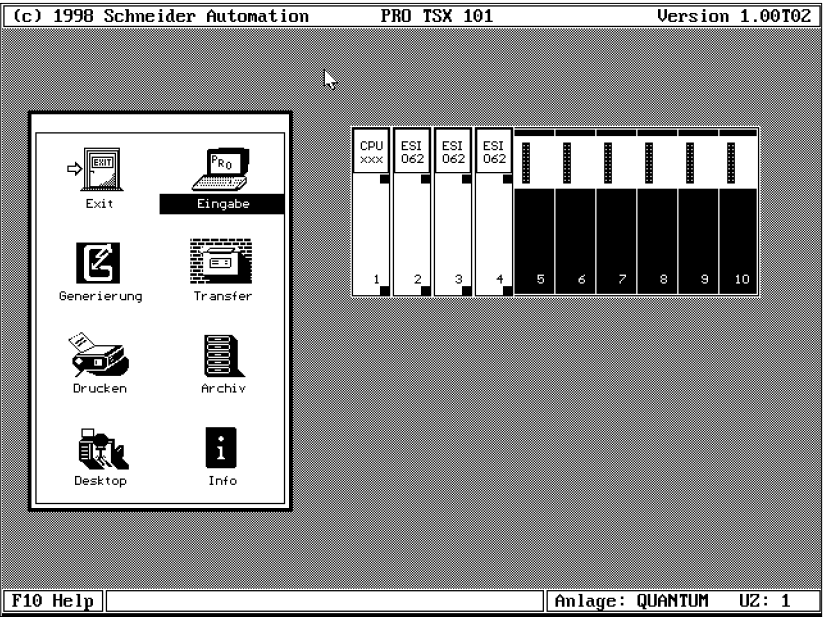 (c) 1998 Schneider Automation PRO TSX 101 Version 1.00T02
EXIT
PRO
Exit Eingabe
Generierung Transfer
Drucken Archiv
i
Desktop Info
CPU ESI ESI ESI
xxx 062 062 062
1 2 3 4 5 6 7 8 9 10
F10 Help Anlage: QUANTUM UZ: 1